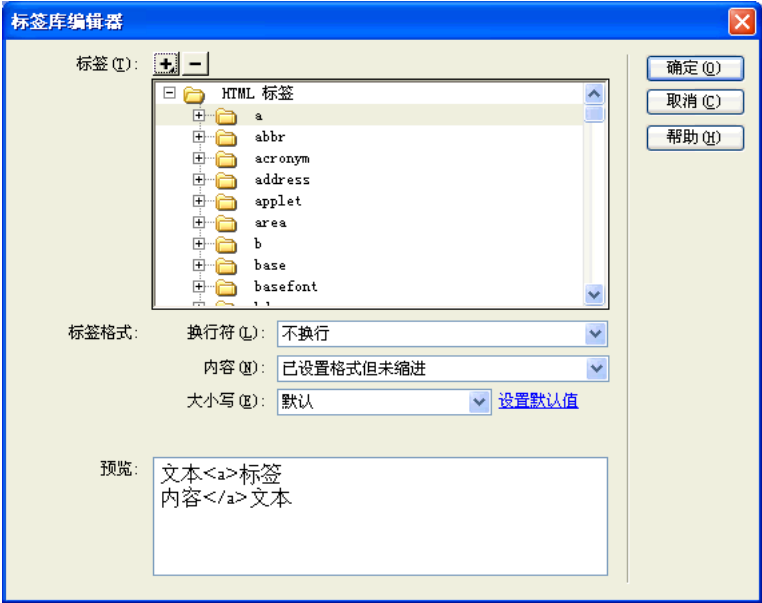 标签库编辑器
标签(T):
HTML 标签
a
abbr
acronym
address
applet
area
b
base
basefont
确定(O)
取消(C)
帮助(H)
标签格式: 换行符(L): 不换行
内容(N): 已设置格式但未缩进
大小写(E): 默认 设置默认值
预览:
文本<a>标签
内容</a>文本